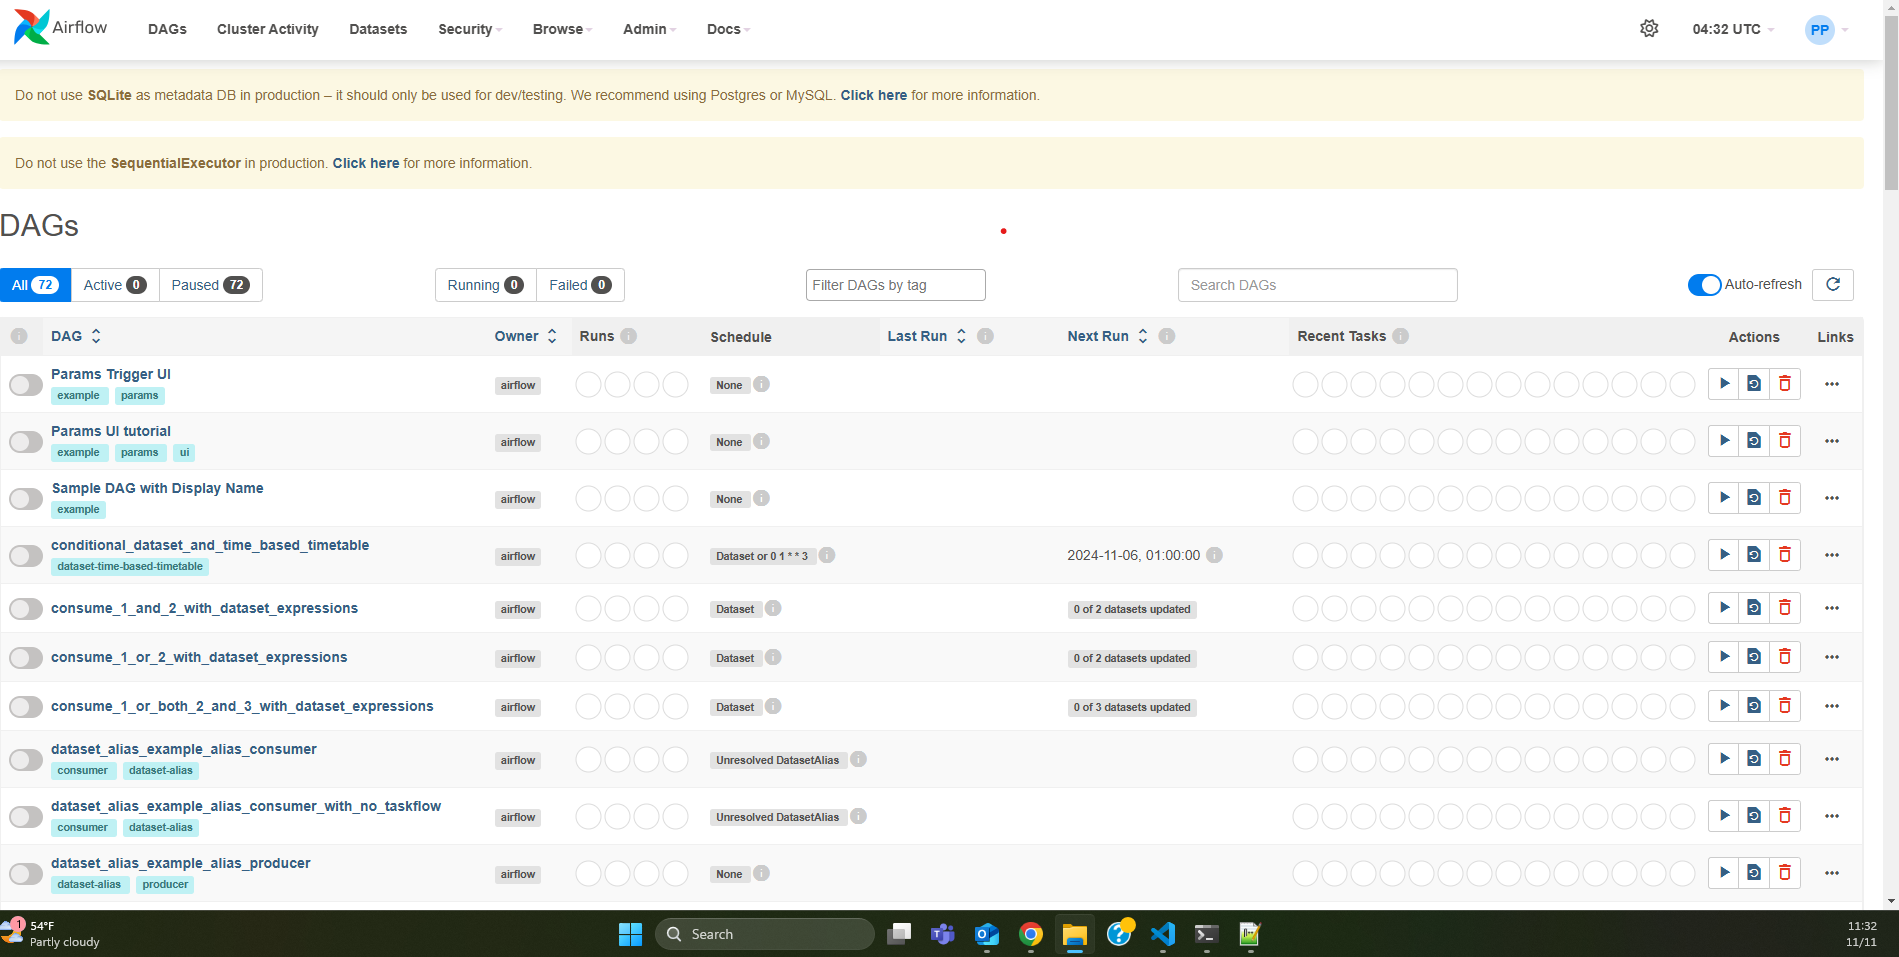 Airflow DAGs Cluster Activity Datasets Security Browse Admin Docs 04:32 UTC PP
Do not use SQLite as metadata DB in production – it should only be used for dev/testing. We recommend using Postgres or MySQL. Click here for more information.
Do not use the SequentialExecutor in production. Click here for more information.
DAGs
All 72 Active 0 Paused 72 Running 0 Failed 0 Filter DAGs by tag Search DAGs Auto-refresh
DAG Owner Runs Schedule Last Run Next Run Recent Tasks Actions Links
Params Trigger UI
airflow None
example params
Params UI tutorial
airflow None
example params ui
Sample DAG with Display Name
airflow None
example
conditional_dataset_and_time_based_timetable
airflow Dataset or 0 1 * * 3 2024-11-06, 01:00:00
dataset-time-based-timetable
consume_1_and_2_with_dataset_expressions airflow Dataset 0 of 2 datasets updated
consume_1_or_2_with_dataset_expressions airflow Dataset 0 of 2 datasets updated
consume_1_or_both_2_and_3_with_dataset_expressions airflow Dataset 0 of 3 datasets updated
dataset_alias_example_alias_consumer
airflow Unresolved DatasetAlias
consumer dataset-alias
dataset_alias_example_alias_consumer_with_no_taskflow
airflow Unresolved DatasetAlias
consumer dataset-alias
dataset_alias_example_alias_producer
airflow None
dataset-alias producer
1 54°F
Partly cloudy
Search
11:32
11/11